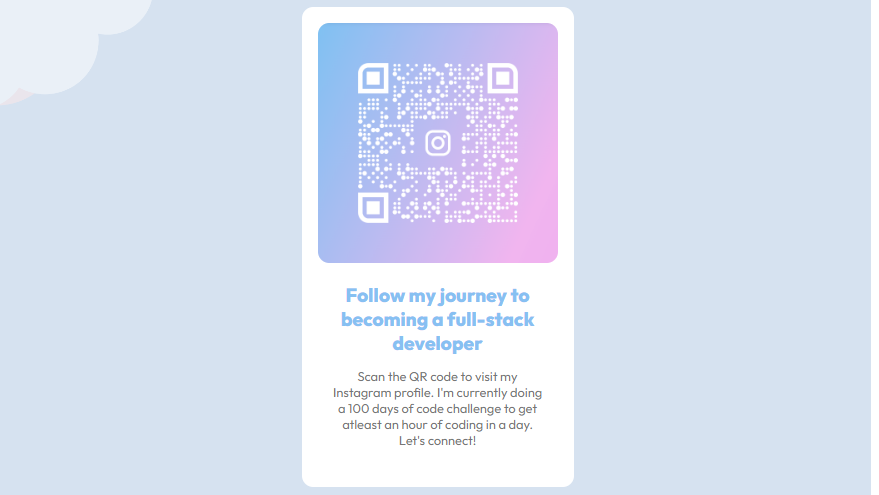 Follow my journey to
becoming a full-stack
developer
Scan the QR code to visit my
Instagram profile. I'm currently doing
a 100 days of code challenge to get
atleast an hour of coding in a day.
Let's connect!